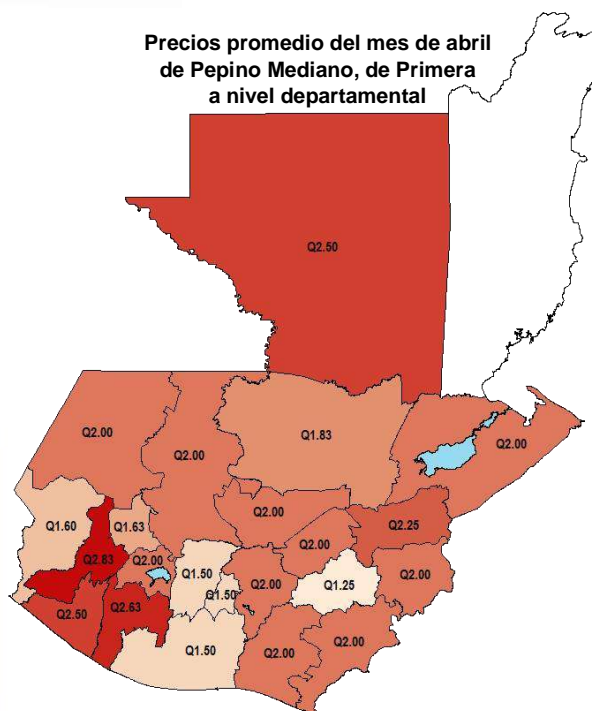 Precios promedio del mes de abril
de Pepino Mediano, de Primera
a nivel departamental
Q2.50
Q2.00
Q2.00
Q1.83
Q2.00
Q1.60
Q1.63
Q2.00
Q2.00
Q2.25
Q2.83
Q2.00
Q1.50
Q1.50
Q2.00
Q1.25
Q2.00
Q2.50
Q2.63
Q1.50
Q2.00
Q2.00